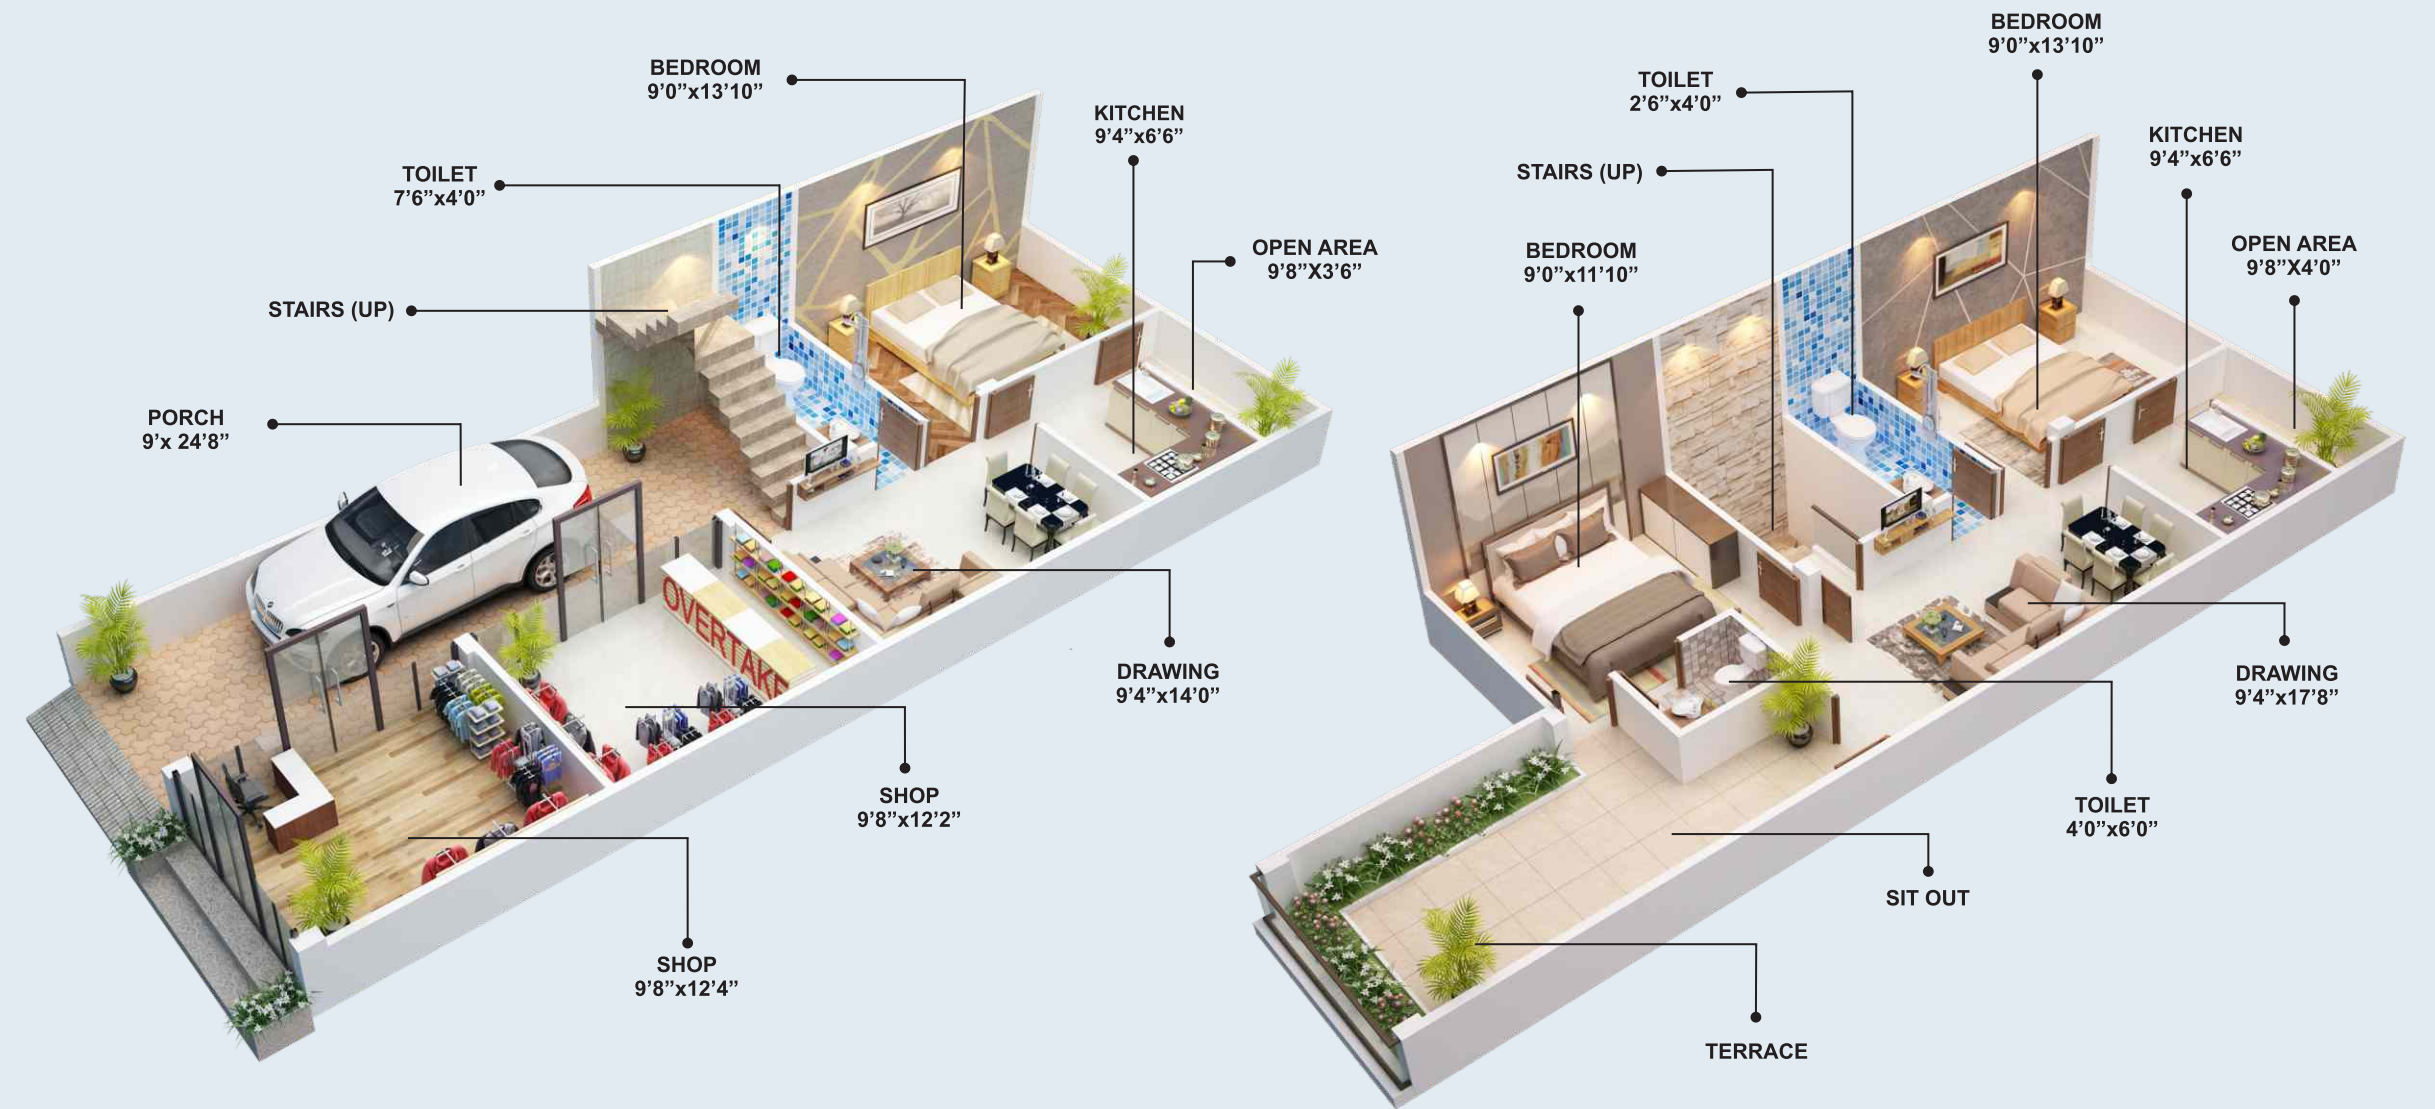 BEDROOM
9’0”x13’10”
KITCHEN
9’4”x6’6”
TOILET
7’6”x4’0”
OPEN AREA
9’8”X3’6”
STAIRS (UP)
PORCH
9’x 24’8”
OVERTAKE
DRAWING
9’4”x14’0”
SHOP
9’8”x12’2”
SHOP
9’8”x12’4”
BEDROOM
9’0”x13’10”
TOILET
2’6”x4’0”
KITCHEN
9’4”x6’6”
STAIRS (UP)
OPEN AREA
9’8”X4’0”
BEDROOM
9’0”x11’10”
DRAWING
9’4”x17’8”
TOILET
4’0”x6’0”
SIT OUT
TERRACE